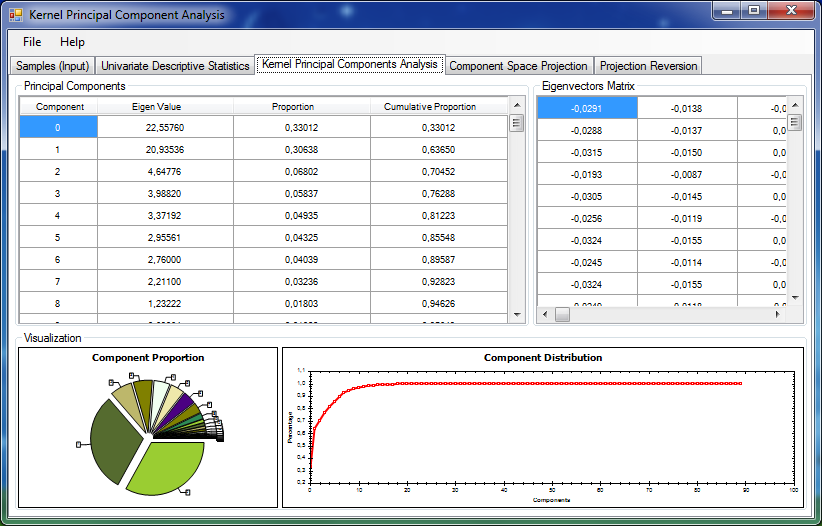 Kernel Principal Component Analysis
File Help
Samples (Input) Univariate Descriptive Statistics Kernel Principal Components Analysis Component Space Projection Projection Reversion
Principal Components
Component Eigen Value Proportion Cumulative Proportion
0 22,55760 0,33012 0,33012
1 20,93536 0,30638 0,63650
2 4,64776 0,06802 0,70452
3 3,98820 0,05837 0,76288
4 3,37192 0,04935 0,81223
5 2,95561 0,04325 0,85548
6 2,76000 0,04039 0,89587
7 2,21100 0,03236 0,92823
8 1,23222 0,01803 0,94626
Eigenvectors Matrix
-0,0291 -0,0138 -0,0
-0,0288 -0,0137 -0,0
-0,0315 -0,0150 -0,0
-0,0193 -0,0087 -0,0
-0,0305 -0,0145 0,0
-0,0256 -0,0119 -0,0
-0,0324 -0,0155 0,0
-0,0245 -0,0114 -0,0
-0,0324 -0,0155 0,0
Visualization
Component Proportion
Component Distribution
Percentage
1,1
1,0
0,9
0,8
0,7
0,6
0,5
0,4
0,3
0,2
0 10 20 30 40 50 60 70 80 90 100
Components